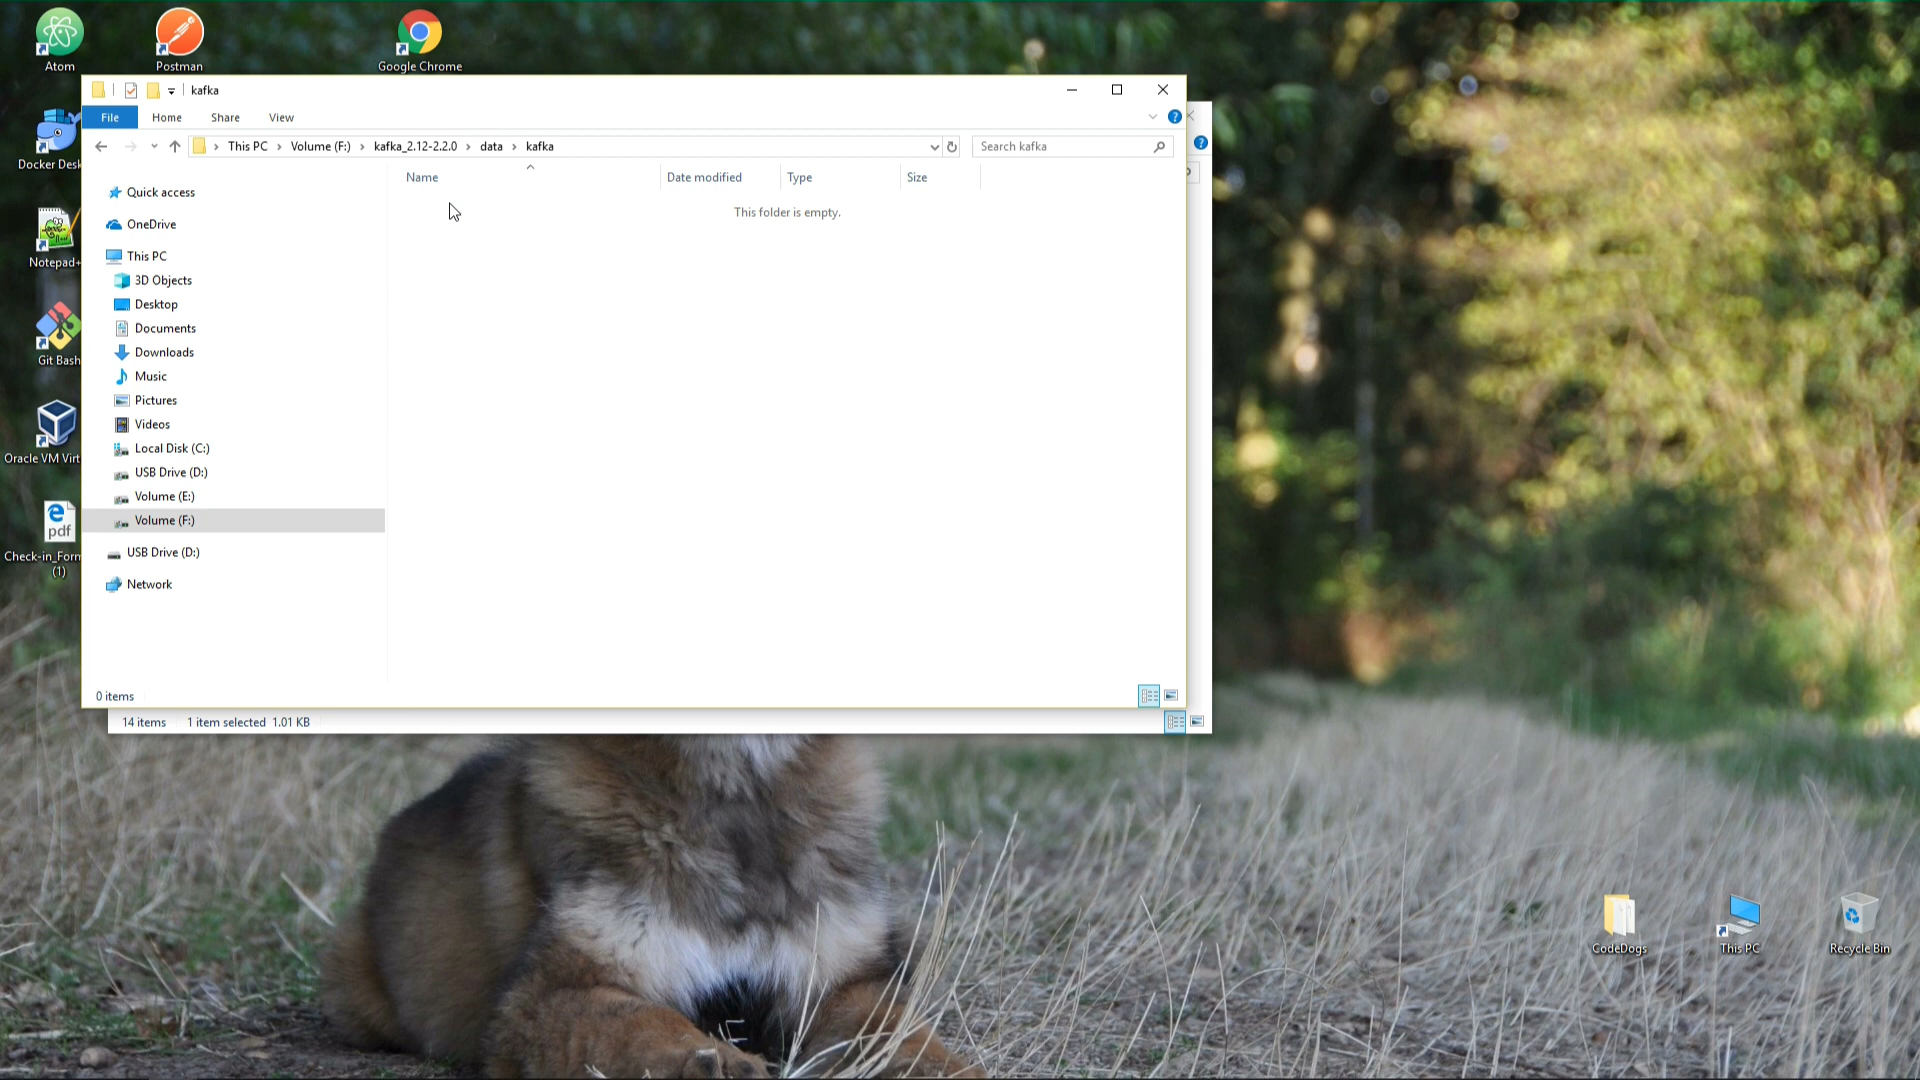 Atom
Postman
Google Chrome
kafka
File
Home
Share
View
This PC
Volume (F:)
kafka_2.12-2.2.0
data
kafka
Search kafka
Name
Date modified
Type
Size
This folder is empty.
Quick access
OneDrive
This PC
3D Objects
Desktop
Documents
Downloads
Music
Pictures
Videos
Local Disk (C:)
USB Drive (D:)
Volume (E:)
Volume (F:)
USB Drive (D:)
Network
0 items
14 items 1 item selected 1.01 KB
Docker Desk
Notepad+
Git Bash
Oracle VM Virt
pdf
Check-in_Form
(1)
CodeDogs
This PC
Recycle Bin